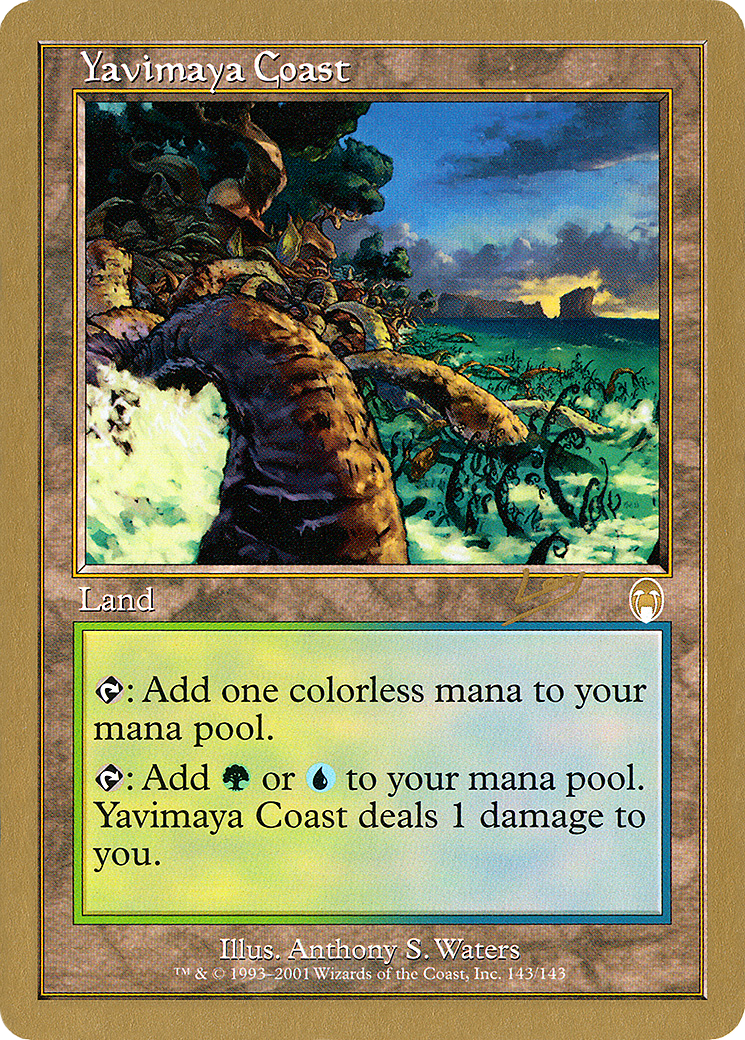 Yavimaya Coast
Land
: Add one colorless mana to your
mana pool.
: Add or to your mana pool.
Yavimaya Coast deals 1 damage to
you.
Illus. Anthony S. Waters
™ & © 1993–2001 Wizards of the Coast, Inc. 143/143